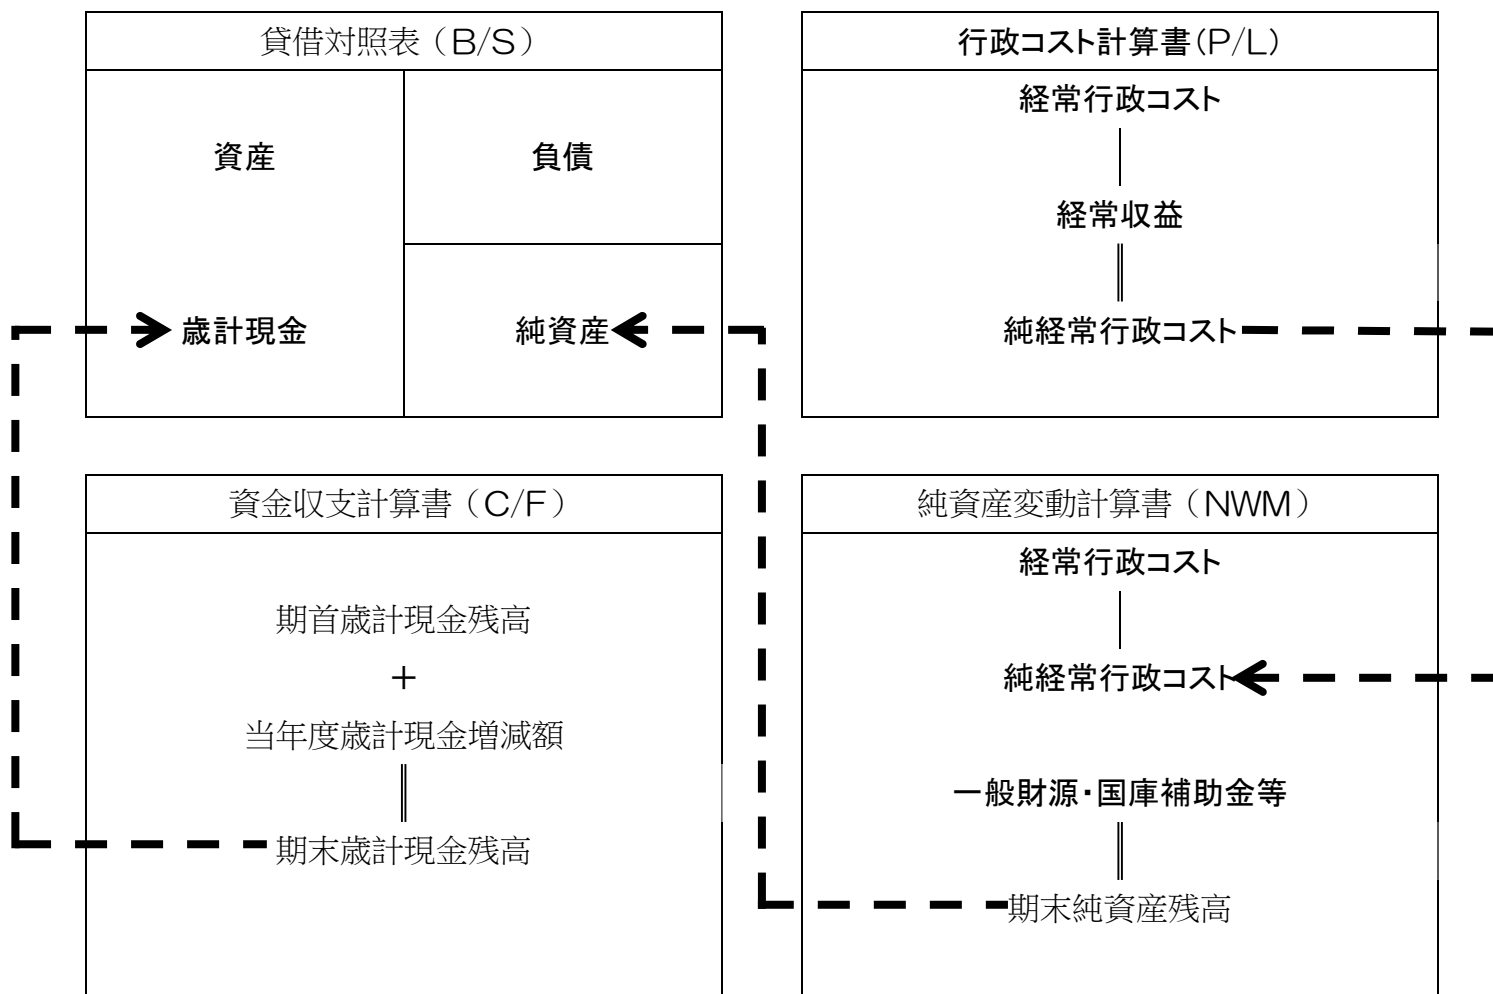 貸借対照表（B/S）
資産
負債
歳計現金
純資産
行政コスト計算書(P/L)
経常行政コスト
｜
経常収益
||
純経常行政コスト
資金収支計算書（C/F）
期首歳計現金残高
＋
当年度歳計現金増減額
||
期末歳計現金残高
純資産変動計算書（NWM）
経常行政コスト
｜
純経常行政コスト
一般財源・国庫補助金等
||
期末純資産残高